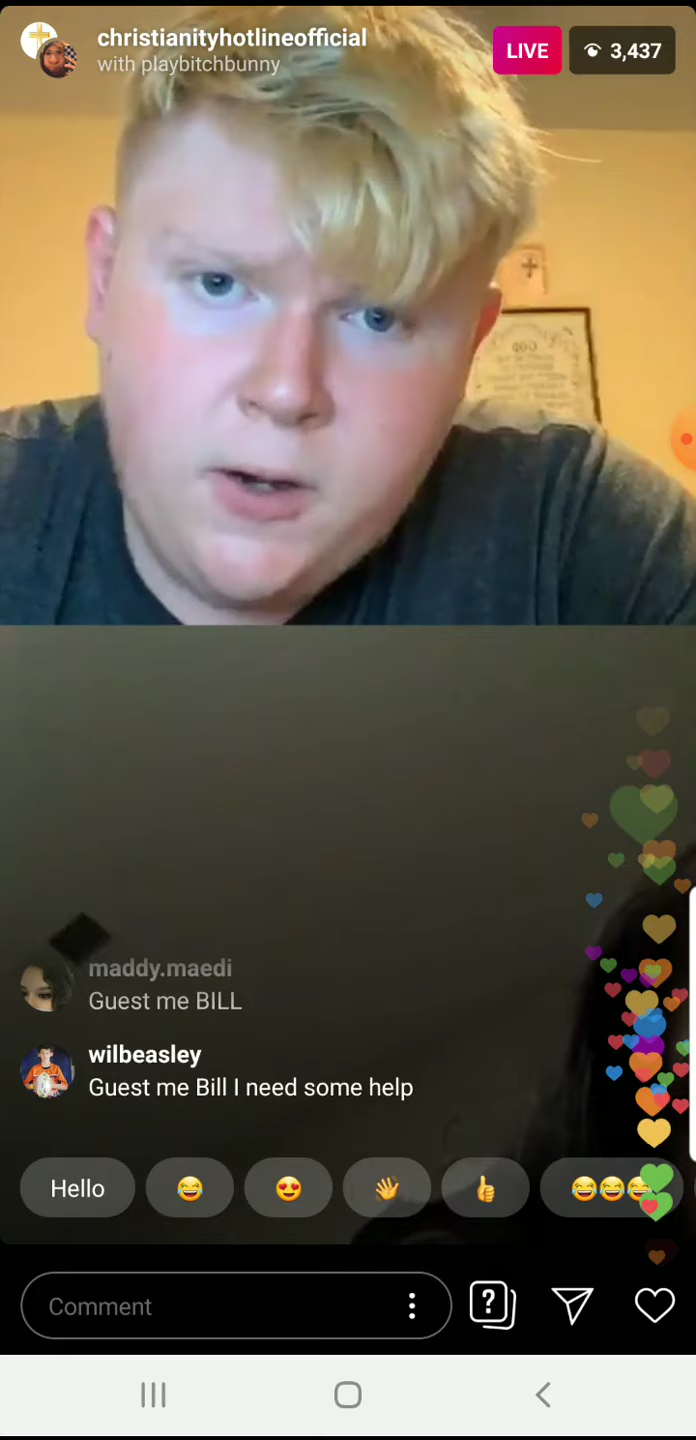 christianityhotlineofficial
with playbitchbunny
LIVE
3,437
maddy.maedi
Guest me BILL
wilbeasley
Guest me Bill I need some help
Hello
Comment